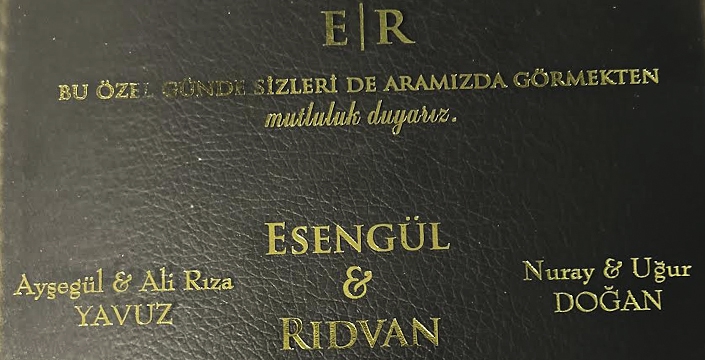 E|R
BU ÖZEL GÜNDE SİZLERİ DE ARAMIZDA GÖRMEKTEN
mutluluk duyarız.
ESENGÜL
&
RIDVAN
Ayşegül & Ali Rıza
YAVUZ
Nuray & Uğur
DOĞAN